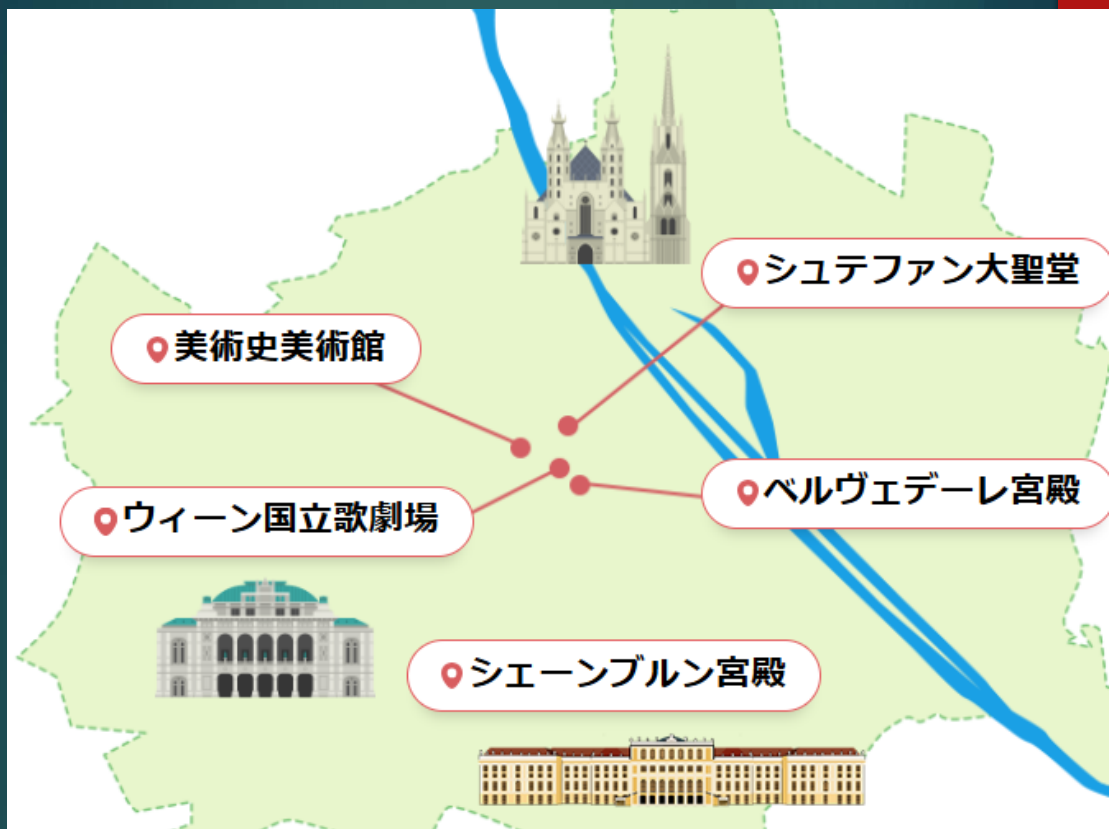 シュテファン大聖堂
美術史美術館
ベルヴェデーレ宮殿
ウィーン国立歌劇場
シェーンブルン宮殿